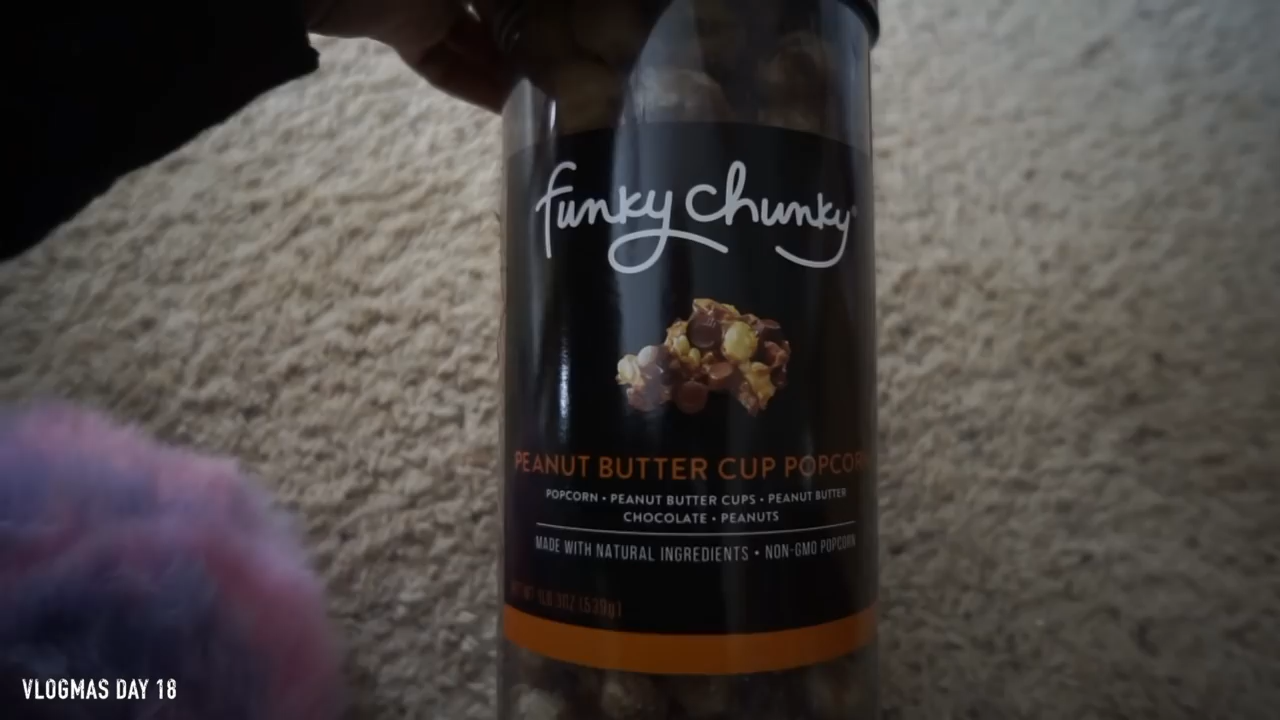 funky chunky®
PEANUT BUTTER CUP POPCORN
POPCORN • PEANUT BUTTER CUPS • PEANUT BUTTER
CHOCOLATE • PEANUTS
MADE WITH NATURAL INGREDIENTS • NON-GMO POPCORN
VLOGMAS DAY 18